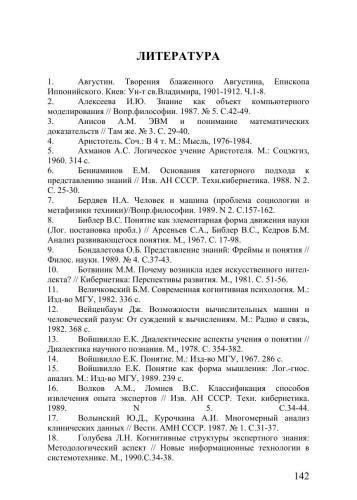 ЛИТЕРАТУРА
1. Августин. Творения блаженного Августина, Епископа
Иппонийского. Киев: Ун-т св.Владимира, 1901-1912. Ч.1-8.
2. Алексеева И.Ю. Знание как объект компьютерного
моделирования // Вопр.философии. 1987. № 5. С.42-49.
3. Анисов А.М. ЭВМ и понимание математических
доказательств // Там же. № 3. С. 29-40.
4. Аристотель. Соч.: В 4 т. М.: Мысль, 1976-1984.
5. Ахманов А.С. Логическое учение Аристотеля. М.: Соцэкгиз,
1960. 314 с.
6. Бениаминов Е.М. Основания категорного подхода к
представлению знаний // Изв. АН СССР. Техн.кибернетика. 1988. N 2.
С. 25-30.
7. Бердяев Н.А. Человек и машина (проблема социологии и
метафизики техники)//Вопр.философии. 1989. N 2. С.157-162.
8. Библер В.С. Понятие как элементарная форма движения науки
(Лог. постановка пробл.) // Арсеньев С.А., Библер В.С., Кедров Б.М.
Анализ развивающегося понятия. М., 1967. С. 17-98.
9. Бондалетова О.Б. Представление знаний: Фреймы и понятия //
Филос. науки. 1989. № 4. С.37-43.
10. Ботвиник М.М. Почему возникла идея искусственного интел-
лекта? // Кибернетика: Перспективы развития. М., 1981. С. 51-56.
11. Величковский Б.М. Современная когнитивная психология. М.:
Изд-во МГУ, 1982. 336 с.
12. Вейценбаум Дж. Возможности вычислительных машин и
человеческий разум: От суждений к вычислениям. М.: Радио и связь,
1982. 368 с.
13. Войшвилло Е.К. Диалектические аспекты учения о понятии //
Диалектика научного познания. М., 1978. С. 354-382.
14. Войшвилло Е.К. Понятие. М.: Изд-во МГУ, 1967. 286 с.
15. Войшвилло Е.К. Понятие как форма мышления: Лог.-гнос.
анализ. М.: Изд-во МГУ, 1989. 239 с.
16. Волков А.М., Ломнев В.С. Классификация способов
извлечения опыта экспертов // Изв. АН СССР. Техн. кибернетика.
1989. N 5. С.34-44.
17. Волынский Ю.Д., Курочкина А.И. Многомерный анализ
клинических данных // Вестн. АМН СССР. 1987. № 1. С.31-37.
18. Голубева Л.Н. Когнитивные структуры экспертного знания:
Методологический аспект // Новые информационные технологии в
системотехнике. М., 1990.С.34-38.
142